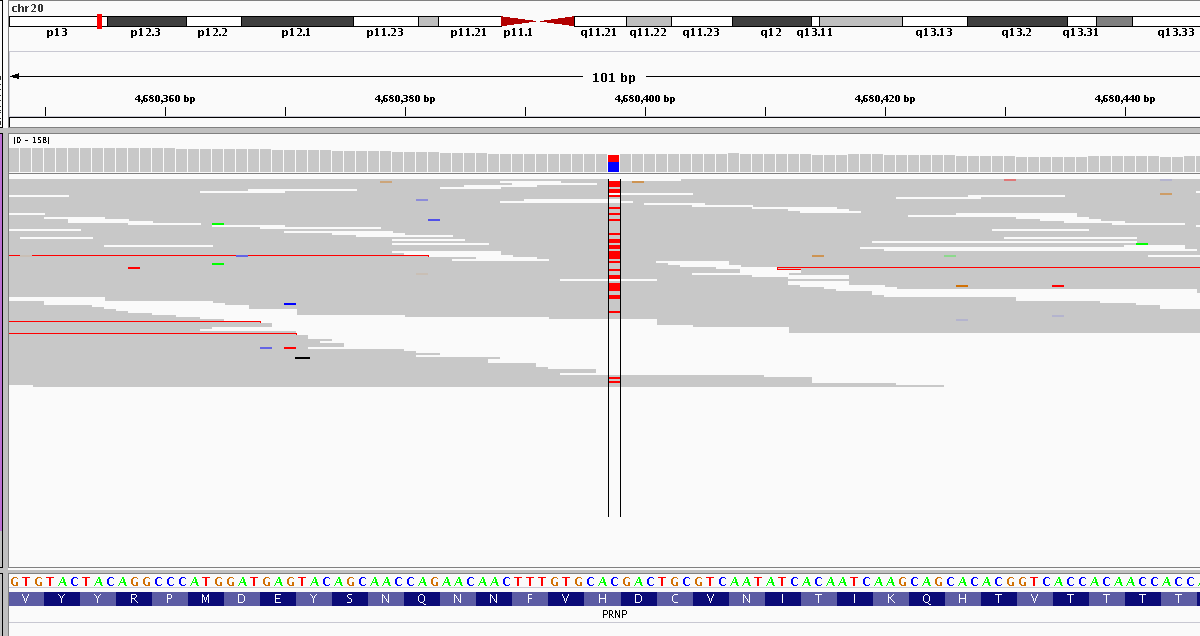 chr20
p13 p12.3 p12.2 p12.1 p11.23 p11.21 p11.1 q11.21 q11.22 q11.23 q12 q13.11 q13.13 q13.2 q13.31 q13.33
101 bp
4,680,360 bp 4,680,380 bp 4,680,400 bp 4,680,420 bp 4,680,440 bp
[0 - 158]
GTGTACTACAGGCCCATGGATGAGTACAGCAACCAGAACAACTTTGTGCACGACTGCGTCAATATCACAATCAAGCAGCACACGGTCACCACAACCACC
V Y Y R P M D E Y S N Q N N F V H D C V N I T I K Q H T V T T T T
PRNP